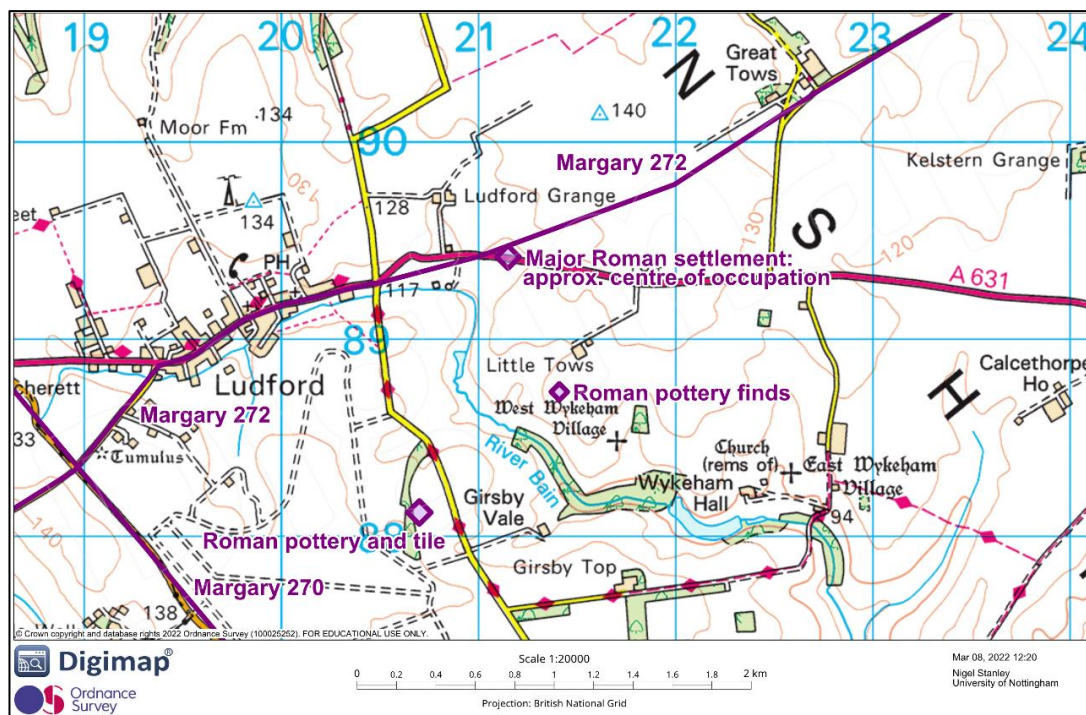 19
20
21
22
23
24
Great
Tows
N
134
140
Moor Fm
90
Margary 272
Kelstern Grange
130
Ludford Grange
128
134
130
S
120
PH
Major Roman settlement:
approx. centre of occupation
A 631
117
89
Little Tows
Calcethorpe
Ho
Ludford
Roman pottery finds
H
cherett
Margary 272
West Wykeham
Village
33
Tumulus
River Bain
Church
(rems of)
East Wykeham
Village
Wykeham
Hall
Girsby
Vale
94
88
Roman pottery and tile
140
Girsby Top
Margary 270
138
© Crown copyright and database rights 2022 Ordnance Survey (100025252). FOR EDUCATIONAL USE ONLY.
Digimap®
Ordnance
Survey
Scale 1:20000
0 0.2 0.4 0.6 0.8 1 1.2 1.4 1.6 1.8 2 km
Projection: British National Grid
Mar 08, 2022 12:20
Nigel Stanley
University of Nottingham